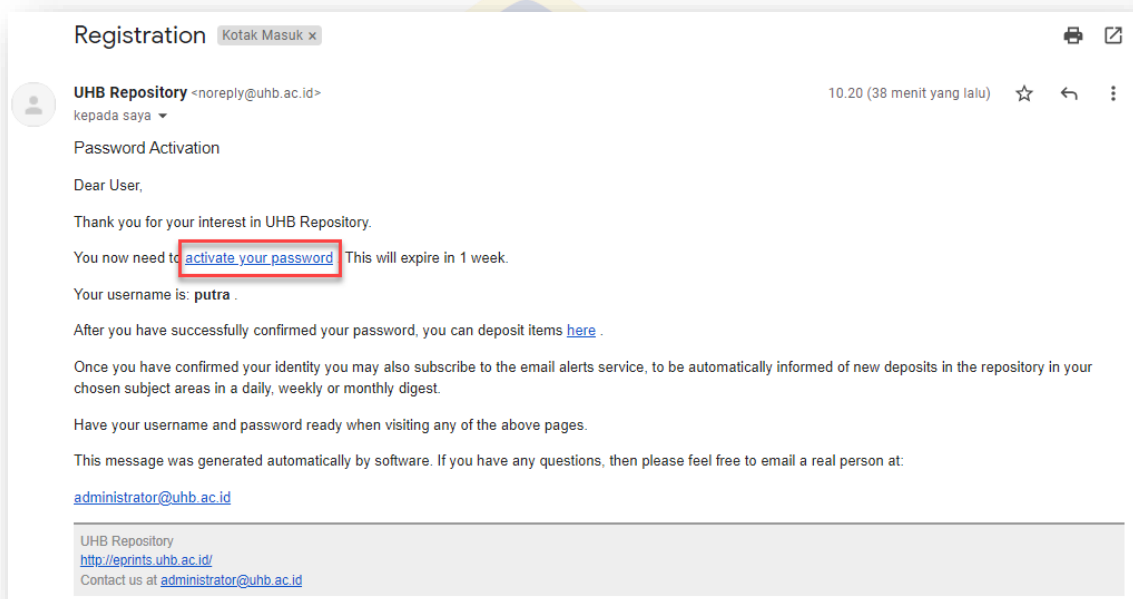 Registration Kotak Masuk ×
UHB Repository <noreply@uhb.ac.id> 10.20 (38 menit yang lalu)
kepada saya
Password Activation
Dear User,
Thank you for your interest in UHB Repository.
You now need to activate your password . This will expire in 1 week.
Your username is: putra .
After you have successfully confirmed your password, you can deposit items here .
Once you have confirmed your identity you may also subscribe to the email alerts service, to be automatically informed of new deposits in the repository in your
chosen subject areas in a daily, weekly or monthly digest.
Have your username and password ready when visiting any of the above pages.
This message was generated automatically by software. If you have any questions, then please feel free to email a real person at:
administrator@uhb.ac.id
UHB Repository
http://eprints.uhb.ac.id/
Contact us at administrator@uhb.ac.id